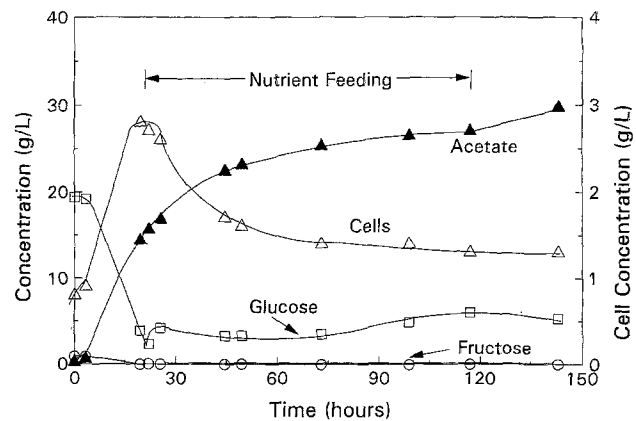 40
30
20
10
0
Concentration (g/L)
4
3
2
1
0
Cell Concentration (g/L)
Nutrient Feeding
Acetate
Cells
Glucose
Fructose
0 30 60 90 120 150
Time (hours)